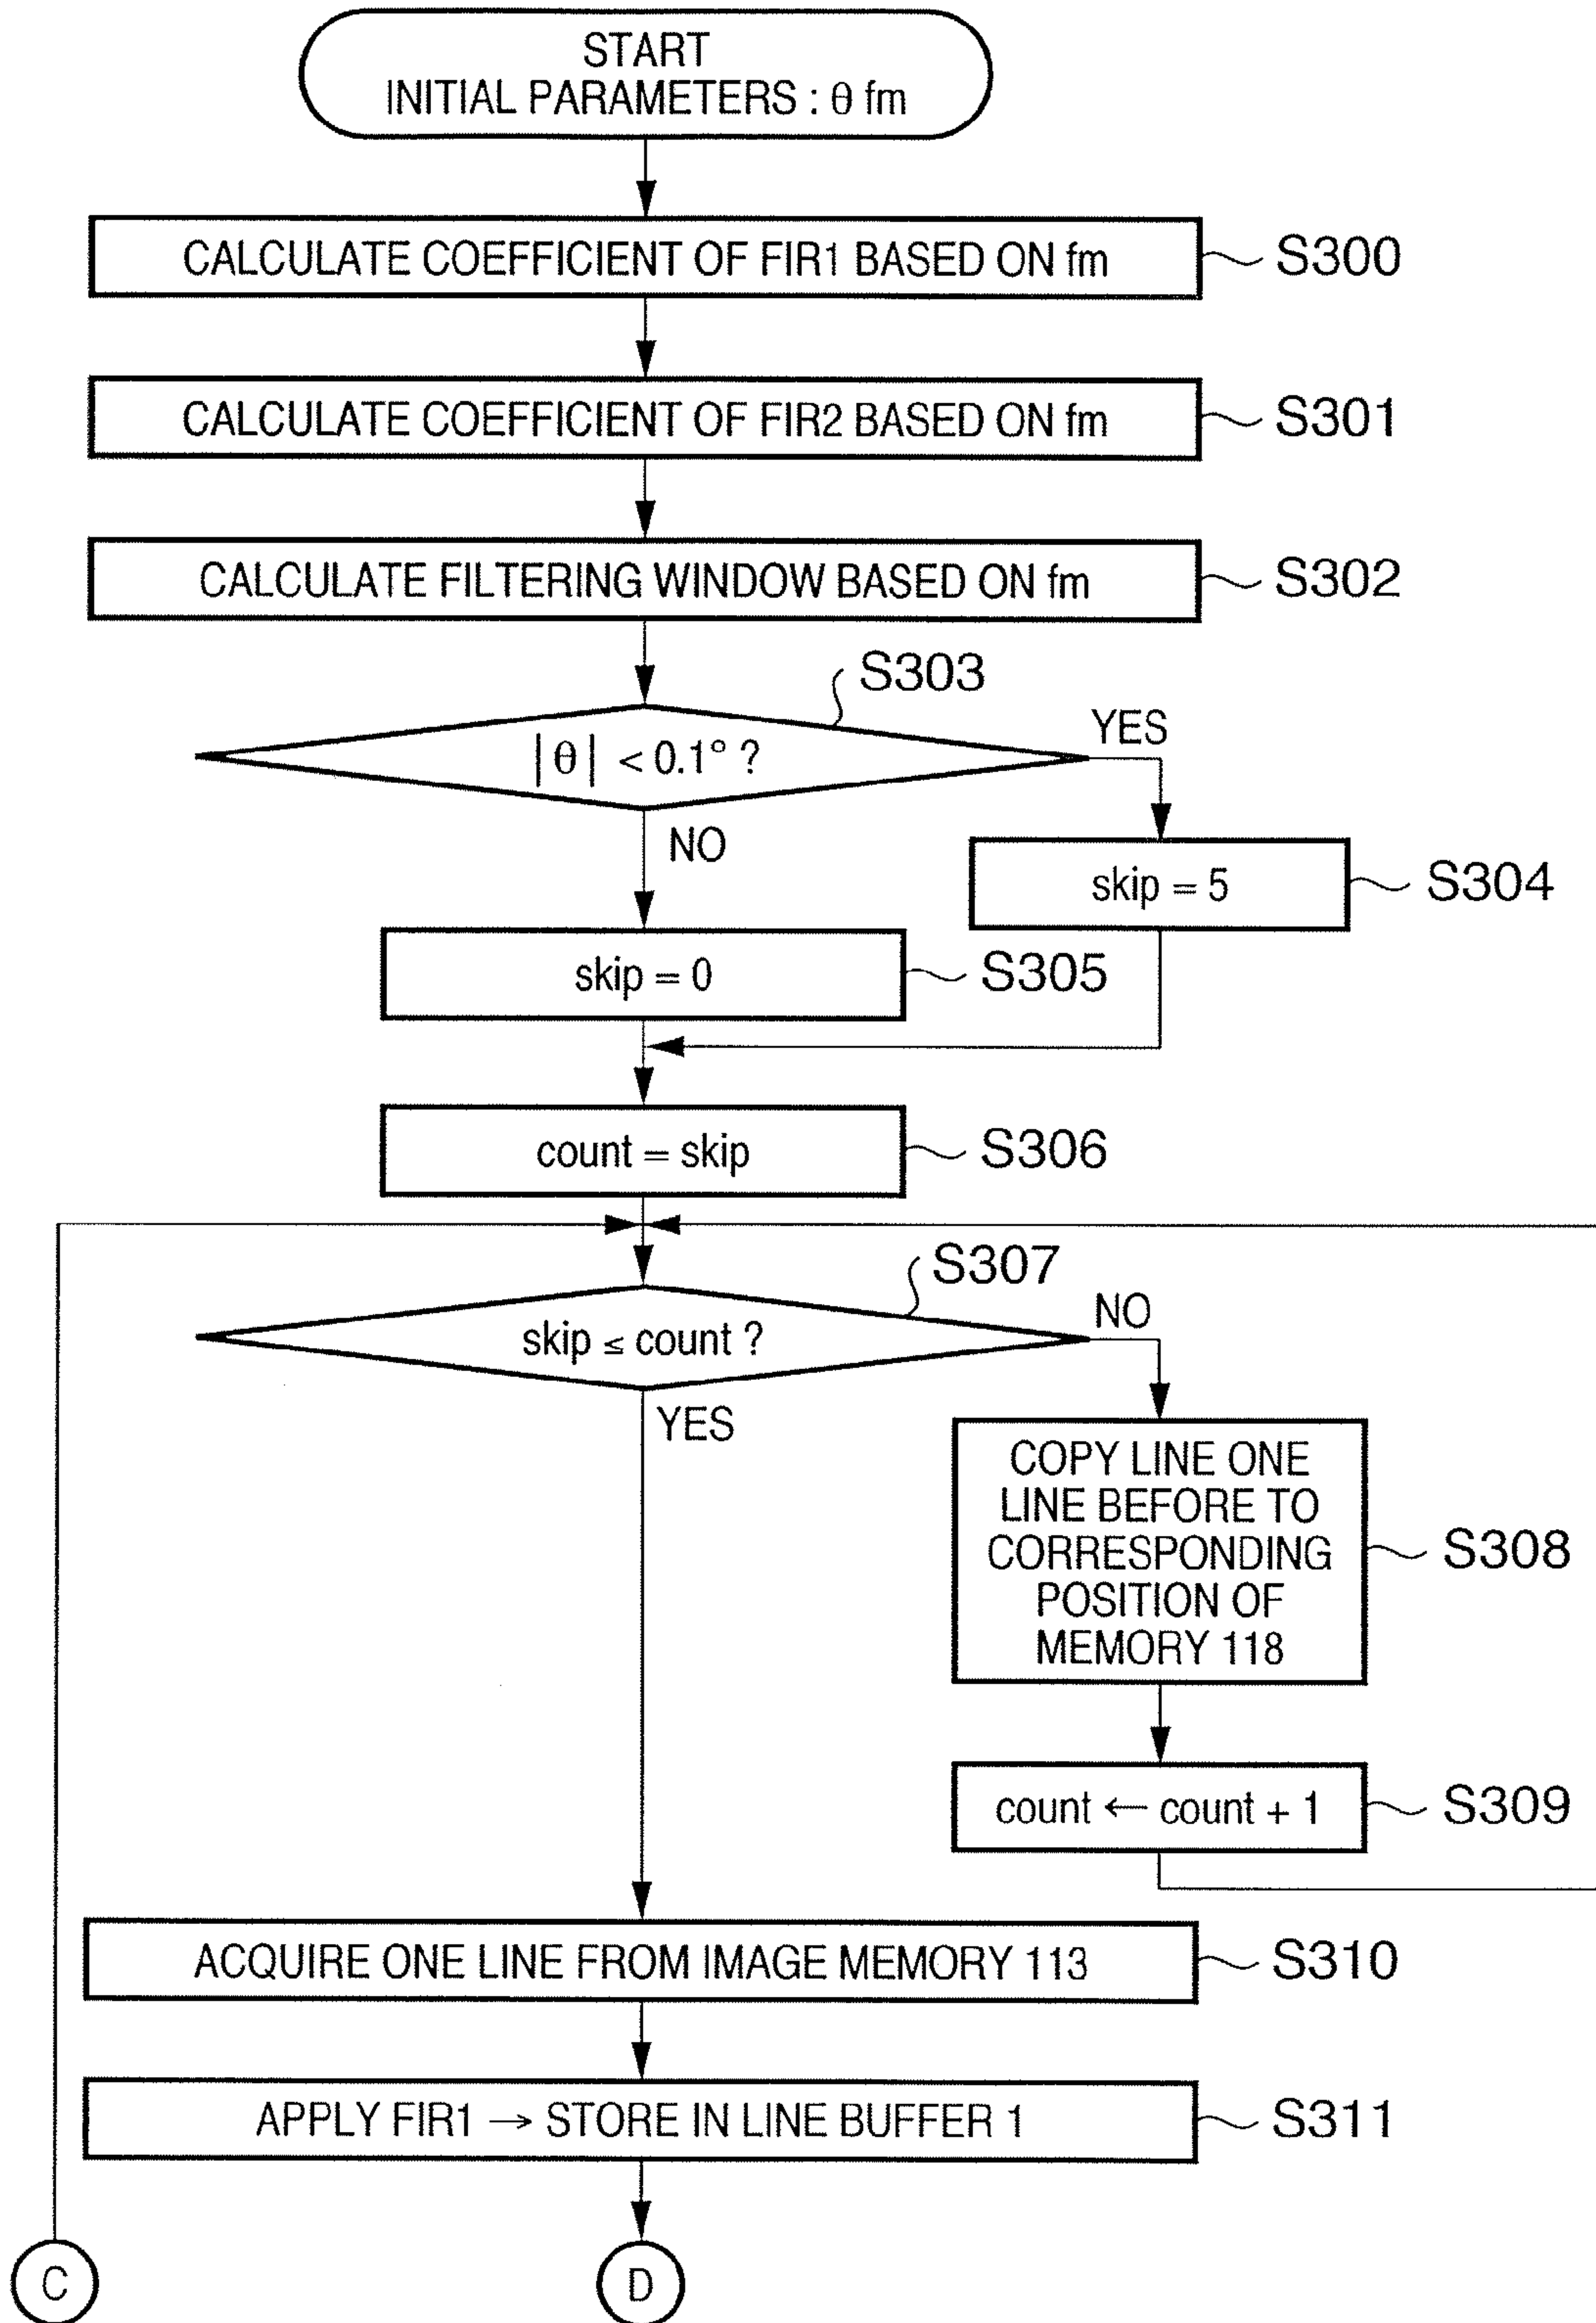 START
INITIAL PARAMETERS : θ fm
CALCULATE COEFFICIENT OF FIR1 BASED ON fm
S300
CALCULATE COEFFICIENT OF FIR2 BASED ON fm
S301
CALCULATE FILTERING WINDOW BASED ON fm
S302
S303
|θ| < 0.1° ?
YES
NO
skip = 5
S304
skip = 0
S305
count = skip
S306
S307
skip ≤ count ?
NO
YES
COPY LINE ONE
LINE BEFORE TO
CORRESPONDING
POSITION OF
MEMORY 118
S308
count ← count + 1
S309
ACQUIRE ONE LINE FROM IMAGE MEMORY 113
S310
APPLY FIR1 → STORE IN LINE BUFFER 1
S311
C
D